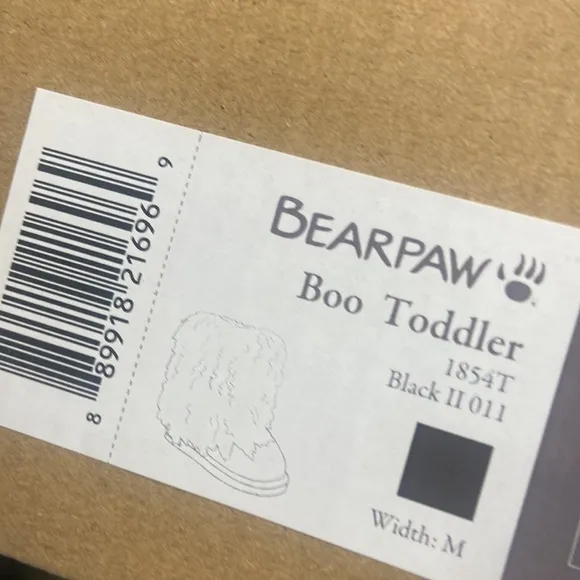 BEARPAW
Boo Toddler
1854T
Black II 011
Width: M
8 89918 21696 9